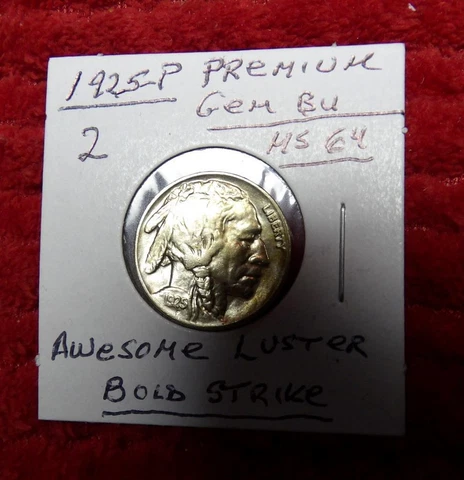 1925-P PREMIUM
GEM BU
2 MS 64
LIBERTY
1925
AWESOME LUSTER
BOLD STRIKE